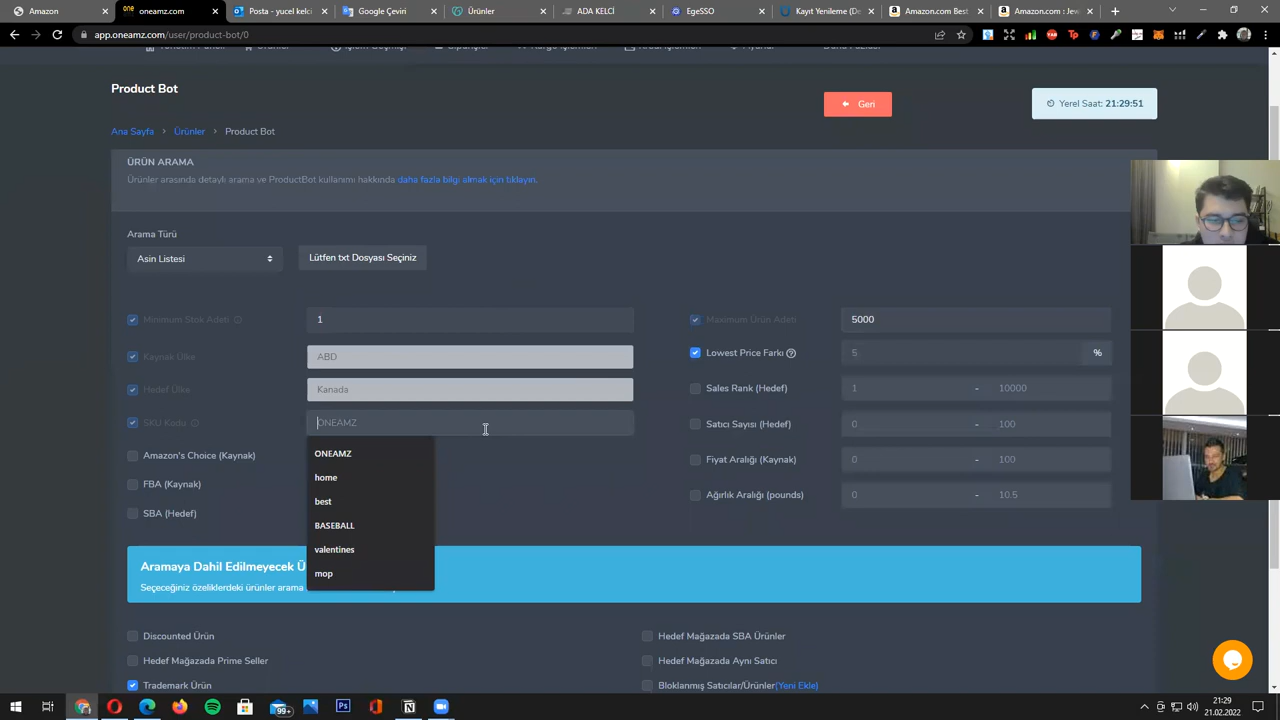 Amazon
oneamz
Posta - yucel kelci
Google Çeviri
Ürünler
ADA KELCİ
EgeSSO
Kayıt Yenileme (D
Amazon.com Best
Amazon.com : Jew
app.oneamz.com/user/product-bot/0
Product Bot
Geri
Yerel Saat: 21:29:51
Ana Sayfa > Ürünler > Product Bot
ÜRÜN ARAMA
Ürünler arasında detaylı arama ve ProductBot kullanımı hakkında daha fazla bilgi almak için tıklayın.
Arama Türü
Asin Listesi
Lütfen txt Dosyası Seçiniz
Minimum Stok Adeti
1
Maximum Ürün Adeti
5000
Kaynak Ülke
ABD
Lowest Price Farkı
5
%
Hedef Ülke
Kanada
Sales Rank (Hedef)
1 - 10000
SKU Kodu
ONEAMZ
Satıcı Sayısı (Hedef)
0 - 100
ONEAMZ
home
best
BASEBALL
valentines
mop
Amazon's Choice (Kaynak)
FBA (Kaynak)
SBA (Hedef)
Fiyat Aralığı (Kaynak)
0 - 100
Ağırlık Aralığı (pounds)
0 - 10.5
Aramaya Dahil Edilmeyecek Ü
Seçeceğiniz özeliklerdeki ürünler arama
Discounted Ürün
Hedef Mağazada SBA Ürünler
Hedef Mağazada Prime Seller
Hedef Mağazada Aynı Satıcı
Trademark Ürün
Bloklanmış Satıcılar/Ürünler(Yeni Ekle)
99+
21:29
21.02.2022